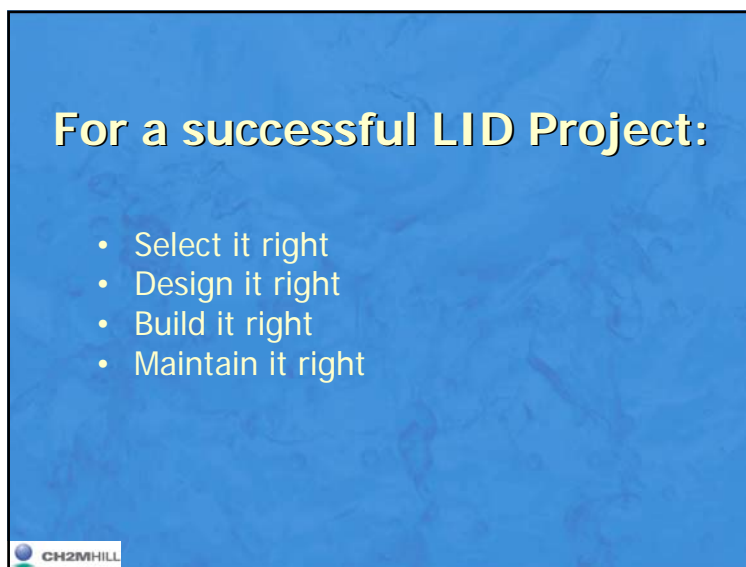 For a successful LID Project:
• Select it right
• Design it right
• Build it right
• Maintain it right
CH2MHILL